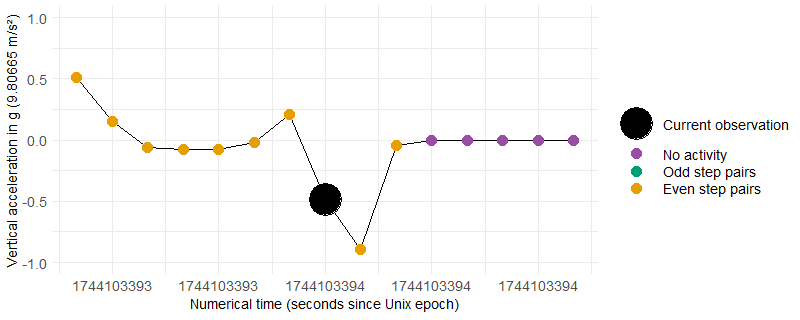 Vertical acceleration in g (9.80665 m/s²)
1.0
0.5
0.0
-0.5
-1.0
1744103393 1744103393 1744103394 1744103394 1744103394
Numerical time (seconds since Unix epoch)
Current observation
No activity
Odd step pairs
Even step pairs